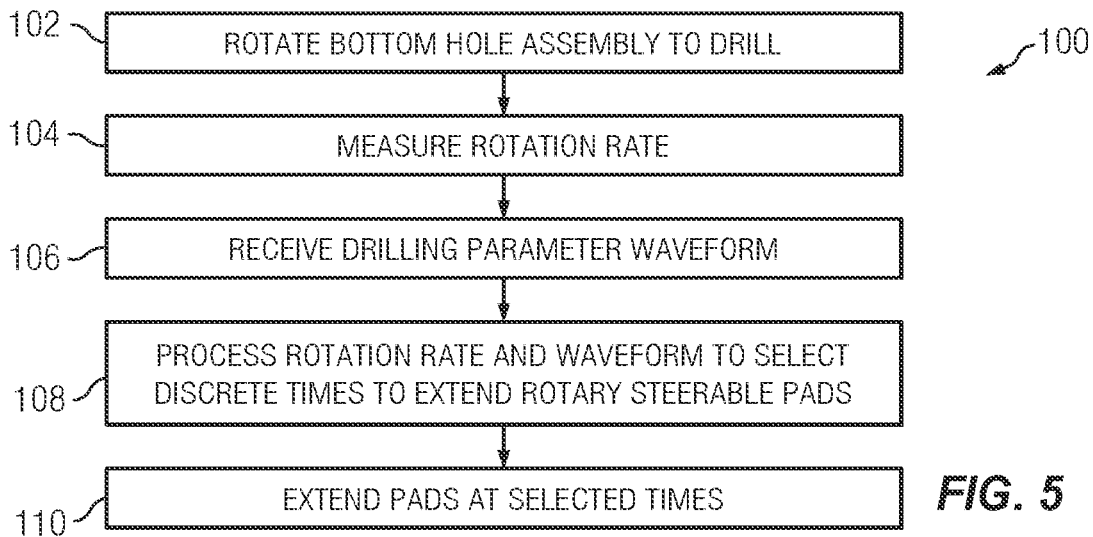 102
ROTATE BOTTOM HOLE ASSEMBLY TO DRILL
100
104
MEASURE ROTATION RATE
106
RECEIVE DRILLING PARAMETER WAVEFORM
108
PROCESS ROTATION RATE AND WAVEFORM TO SELECT
DISCRETE TIMES TO EXTEND ROTARY STEERABLE PADS
110
EXTEND PADS AT SELECTED TIMES
FIG. 5